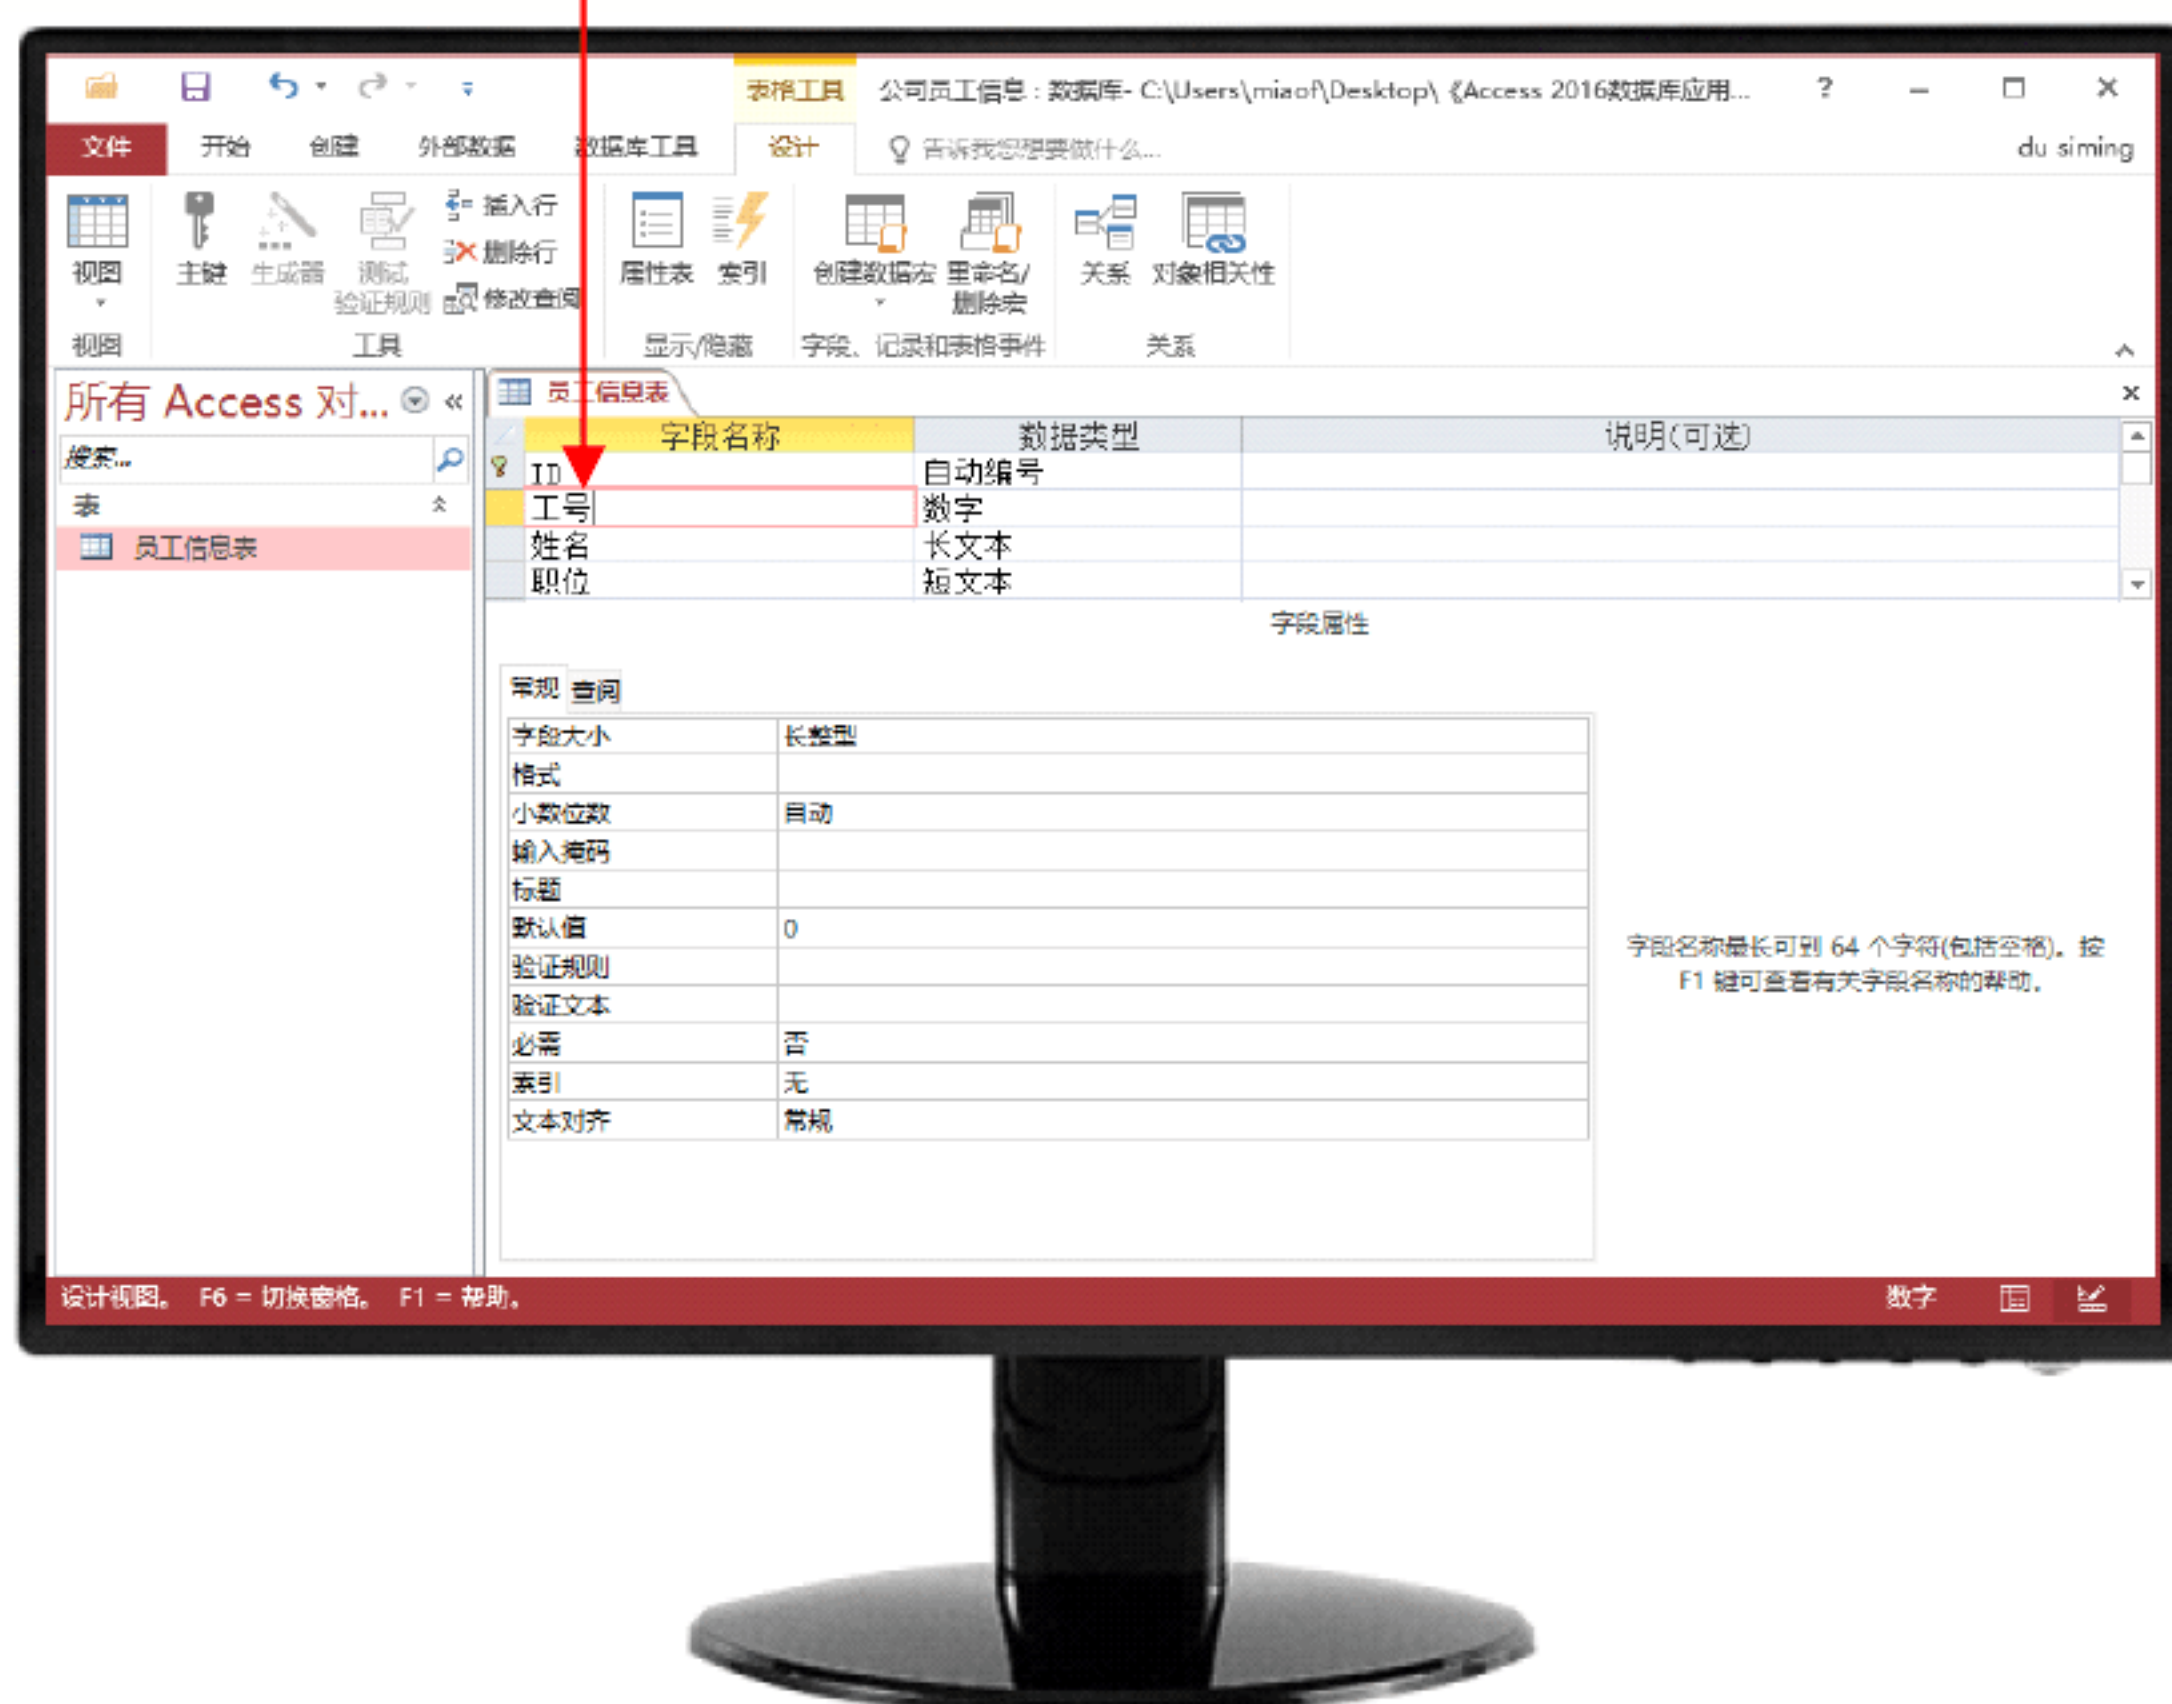 表格工具 公司员工信息 : 数据库- C:\Users\miaof\Desktop\《Access 2016数据库应用... ?
文件 开始 创建 外部数据 数据库工具 设计 告诉我您想要做什么... du siming
视图 主键 生成器 测试验证规则 插入行 删除行 修改查阅 属性表 索引 创建数据宏 重命名/删除宏 关系 对象相关性
视图 工具 显示/隐藏 字段、记录和表格事件 关系
所有 Access 对... «
搜索...
表
员工信息表
员工信息表
字段名称 数据类型 说明(可选)
ID 自动编号
工号 数字
姓名 长文本
职位 短文本
字段属性
常规 查阅
字段大小 长整型
格式
小数位数 自动
输入掩码
标题
默认值 0
验证规则
验证文本
必需 否
索引 无
文本对齐 常规
字段名称最长可到 64 个字符(包括空格)。按
F1 键可查看有关字段名称的帮助。
设计视图。 F6 = 切换窗格。 F1 = 帮助。 数字